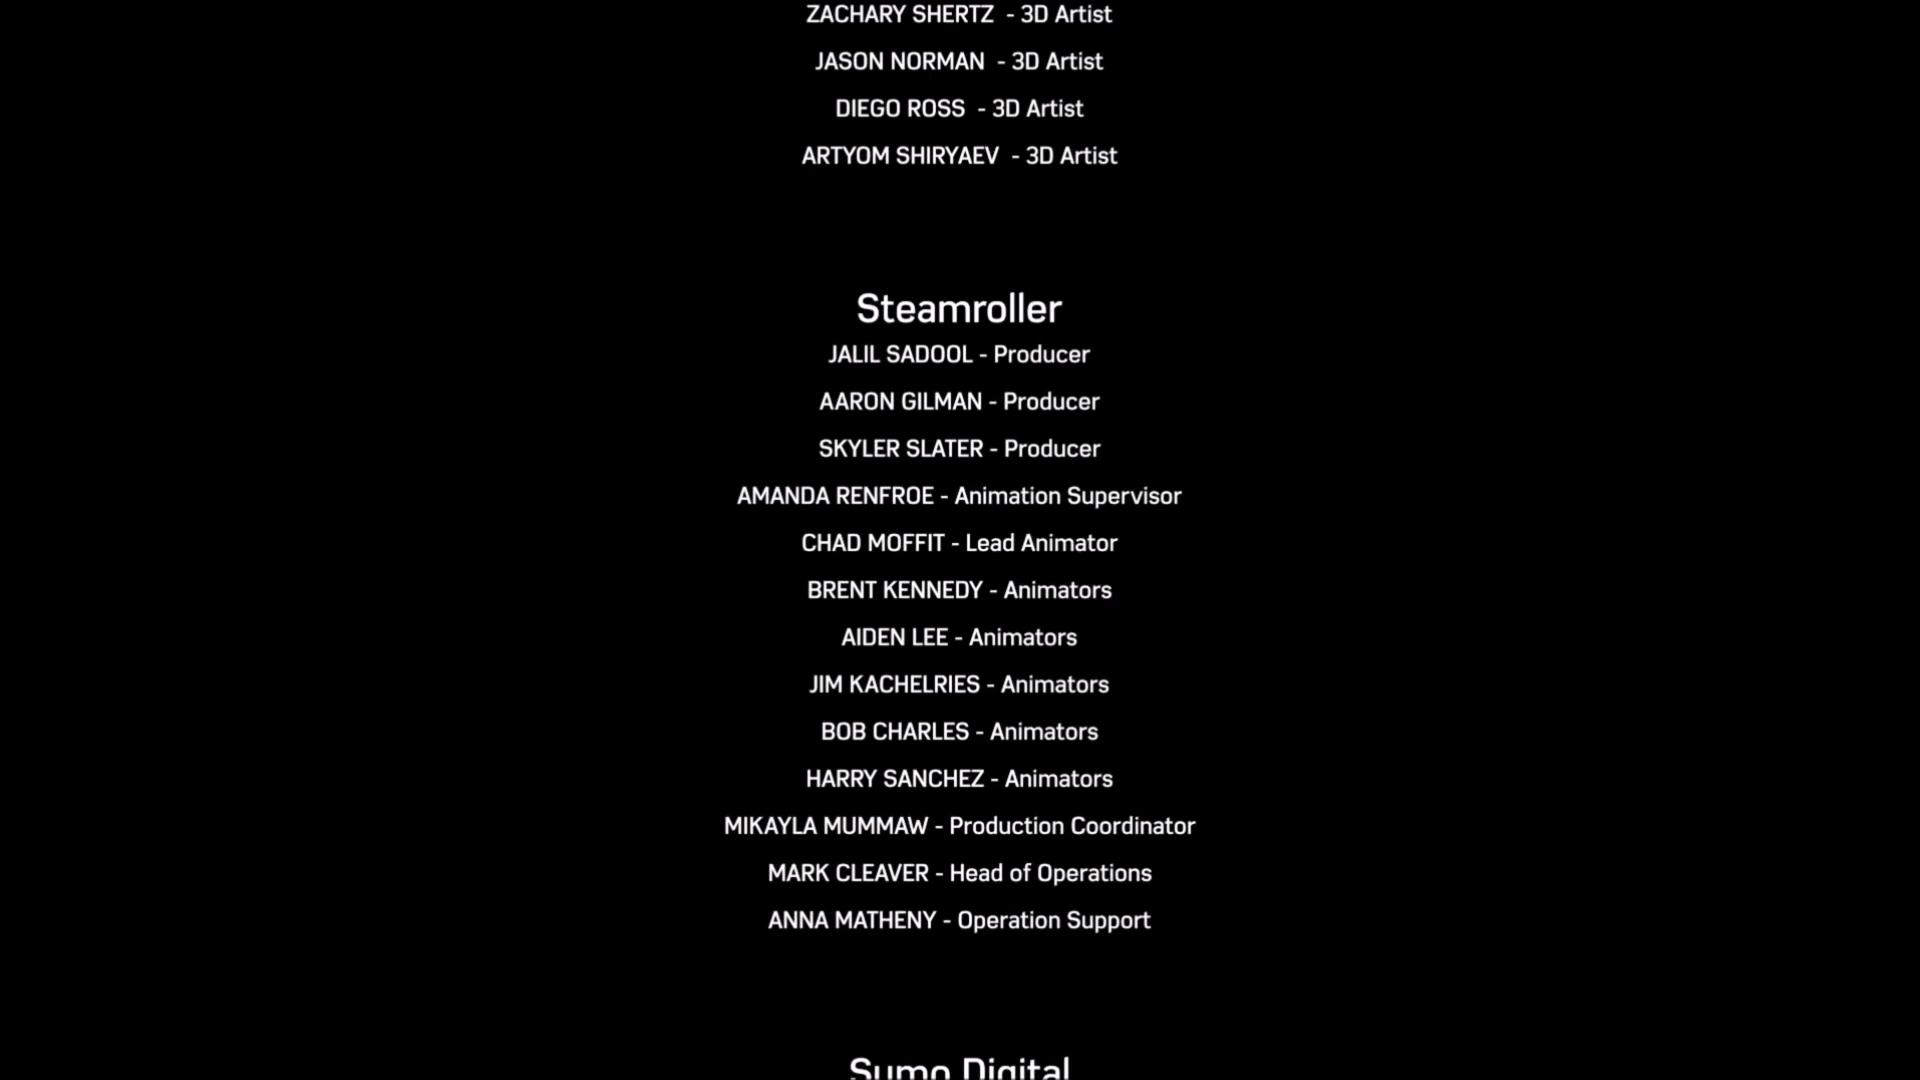 ZACHARY SHERTZ - 3D Artist
JASON NORMAN - 3D Artist
DIEGO ROSS - 3D Artist
ARTYOM SHIRYAEV - 3D Artist
Steamroller
JALIL SADOOL - Producer
AARON GILMAN - Producer
SKYLER SLATER - Producer
AMANDA RENFROE - Animation Supervisor
CHAD MOFFIT - Lead Animator
BRENT KENNEDY - Animators
AIDEN LEE - Animators
JIM KACHELRIES - Animators
BOB CHARLES - Animators
HARRY SANCHEZ - Animators
MIKAYLA MUMMAW - Production Coordinator
MARK CLEAVER - Head of Operations
ANNA MATHENY - Operation Support
Sumo Digital